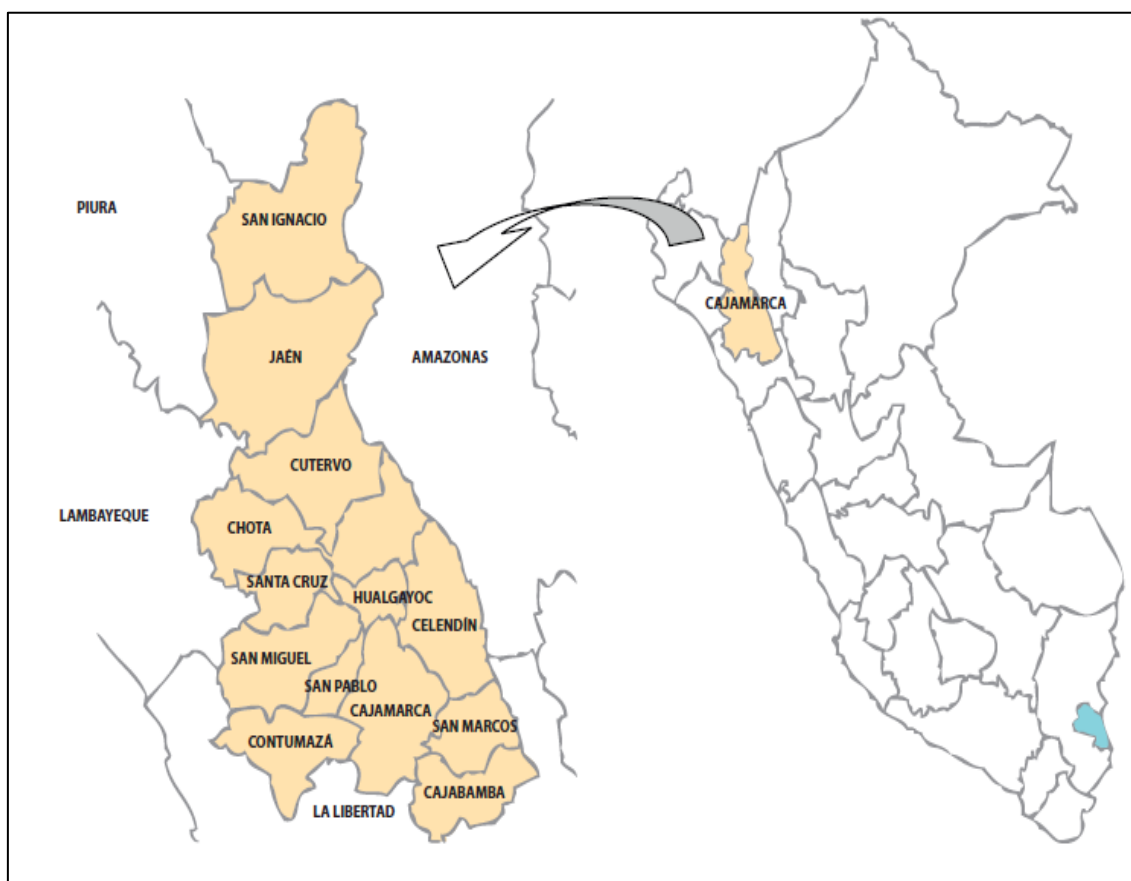 PIURA
SAN IGNACIO
CAJAMARCA
JAÉN
AMAZONAS
CUTERVO
LAMBAYEQUE
CHOTA
SANTA CRUZ
HUALGAYOC
CELENDÍN
SAN MIGUEL
SAN PABLO
CAJAMARCA
SAN MARCOS
CONTUMAZÁ
CAJABAMBA
LA LIBERTAD